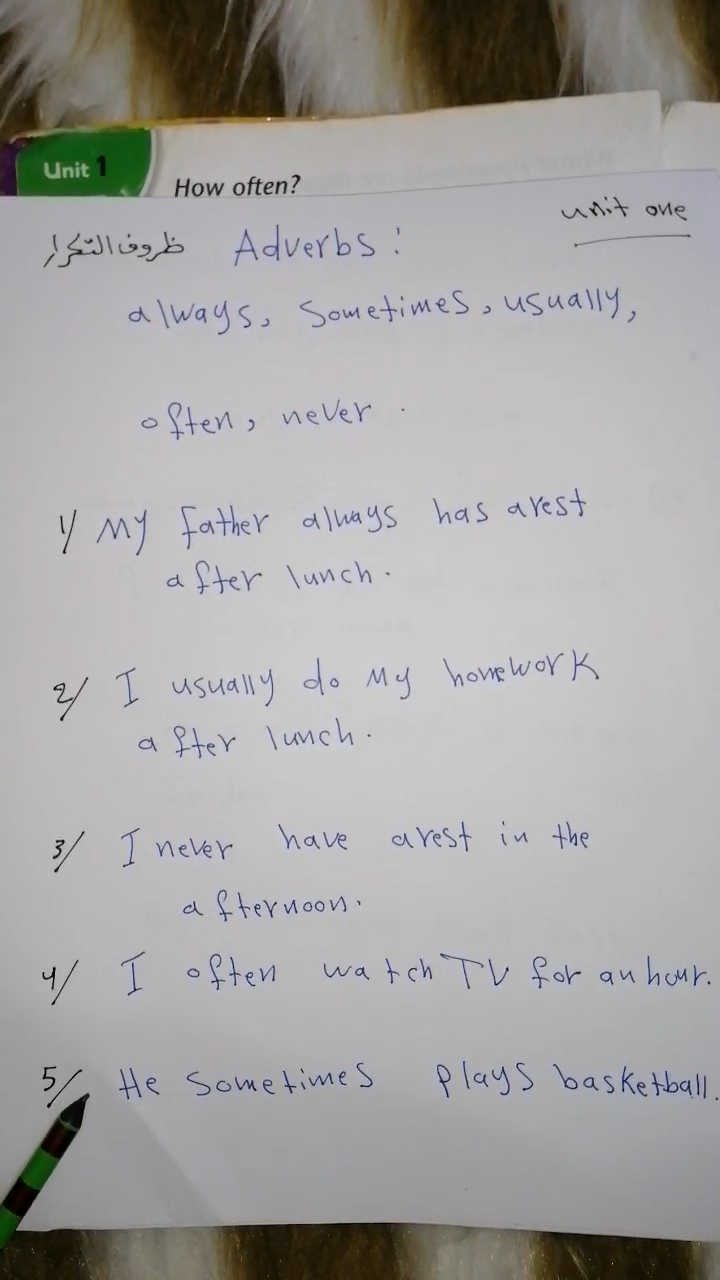 Unit 1
How often?
unit one
ظروف التكرار Adverbs:
always, Sometimes, usually,
often, never.
1/ My father always has arest
after lunch.
2/ I usually do My homework
after lunch.
3/ I never have arest in the
afternoon.
4/ I often watch TV for an hour.
5/ He Sometimes plays basketball.